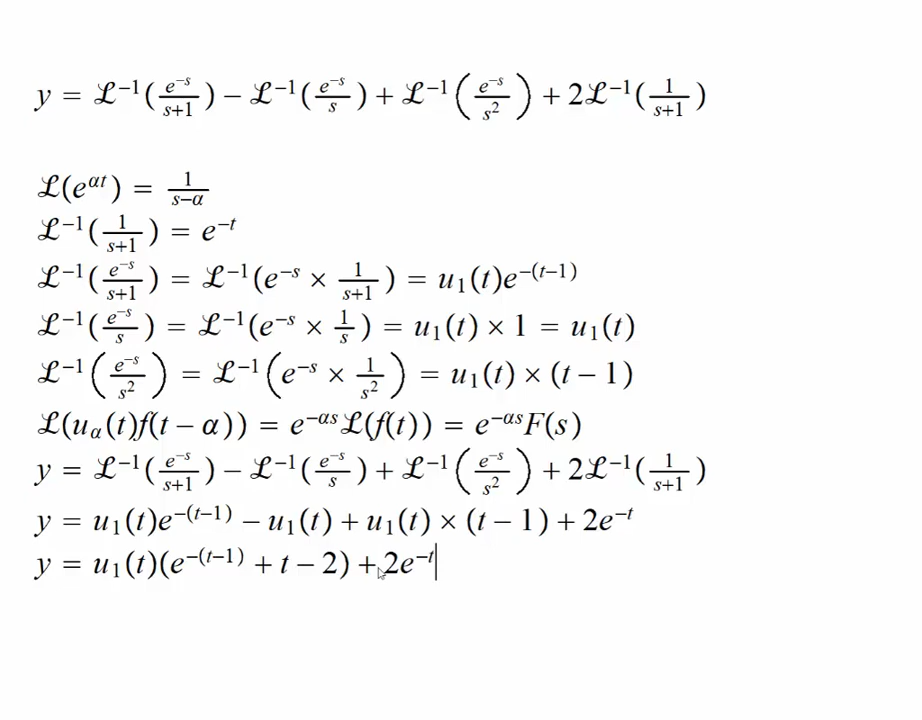 y = ℒ⁻¹(e⁻ˢ/(s+1)) − ℒ⁻¹(e⁻ˢ/s) + ℒ⁻¹(e⁻ˢ/s²) + 2ℒ⁻¹(1/(s+1))
ℒ(e^{αt}) = 1/(s−α)
ℒ⁻¹(1/(s+1)) = e^{−t}
ℒ⁻¹(e⁻ˢ/(s+1)) = ℒ⁻¹(e⁻ˢ × 1/(s+1)) = u₁(t)e^{−(t−1)}
ℒ⁻¹(e⁻ˢ/s) = ℒ⁻¹(e⁻ˢ × 1/s) = u₁(t) × 1 = u₁(t)
ℒ⁻¹(e⁻ˢ/s²) = ℒ⁻¹(e⁻ˢ × 1/s²) = u₁(t) × (t − 1)
ℒ(u_α(t)f(t − α)) = e^{−αs}ℒ(f(t)) = e^{−αs}F(s)
y = ℒ⁻¹(e⁻ˢ/(s+1)) − ℒ⁻¹(e⁻ˢ/s) + ℒ⁻¹(e⁻ˢ/s²) + 2ℒ⁻¹(1/(s+1))
y = u₁(t)e^{−(t−1)} − u₁(t) + u₁(t) × (t − 1) + 2e^{−t}
y = u₁(t)(e^{−(t−1)} + t − 2) + 2e^{−t}